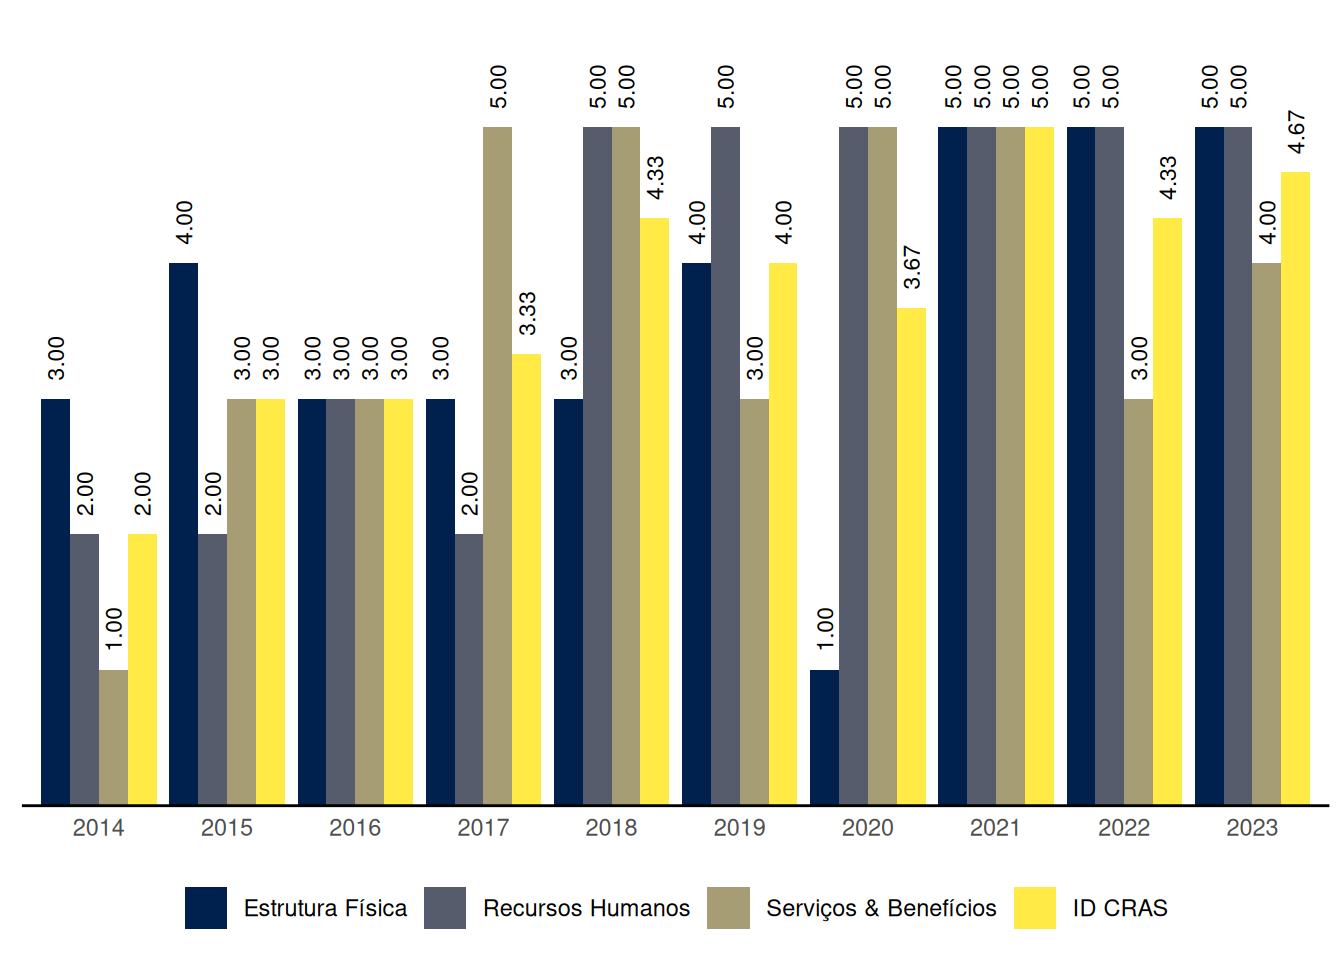 3.00 2.00 1.00 2.00
4.00 2.00 3.00 3.00
3.00 3.00 3.00 3.00
3.00 2.00 5.00 3.33
3.00 5.00 5.00 4.33
4.00 5.00 3.00 4.00
1.00 5.00 5.00 3.67
5.00 5.00 5.00 5.00
5.00 5.00 3.00 4.33
5.00 5.00 4.00 4.67
2014 2015 2016 2017 2018 2019 2020 2021 2022 2023
Estrutura Física Recursos Humanos Serviços & Benefícios ID CRAS